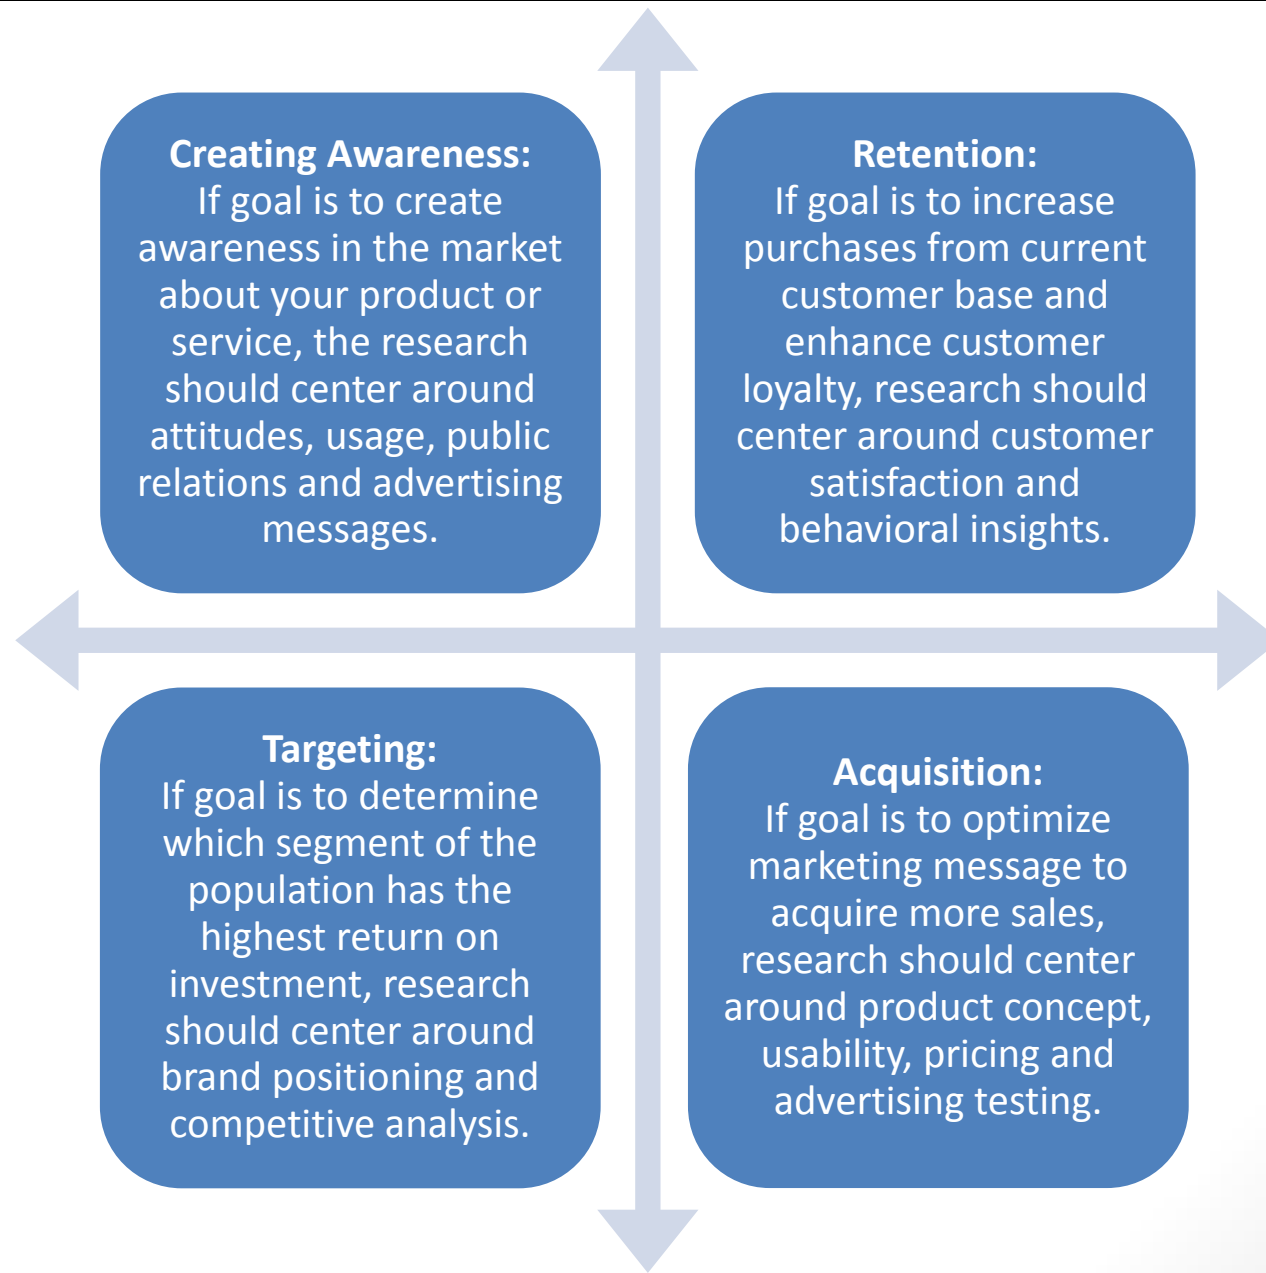 Creating Awareness:
If goal is to create
awareness in the market
about your product or
service, the research
should center around
attitudes, usage, public
relations and advertising
messages.
Retention:
If goal is to increase
purchases from current
customer base and
enhance customer
loyalty, research should
center around customer
satisfaction and
behavioral insights.
Targeting:
If goal is to determine
which segment of the
population has the
highest return on
investment, research
should center around
brand positioning and
competitive analysis.
Acquisition:
If goal is to optimize
marketing message to
acquire more sales,
research should center
around product concept,
usability, pricing and
advertising testing.